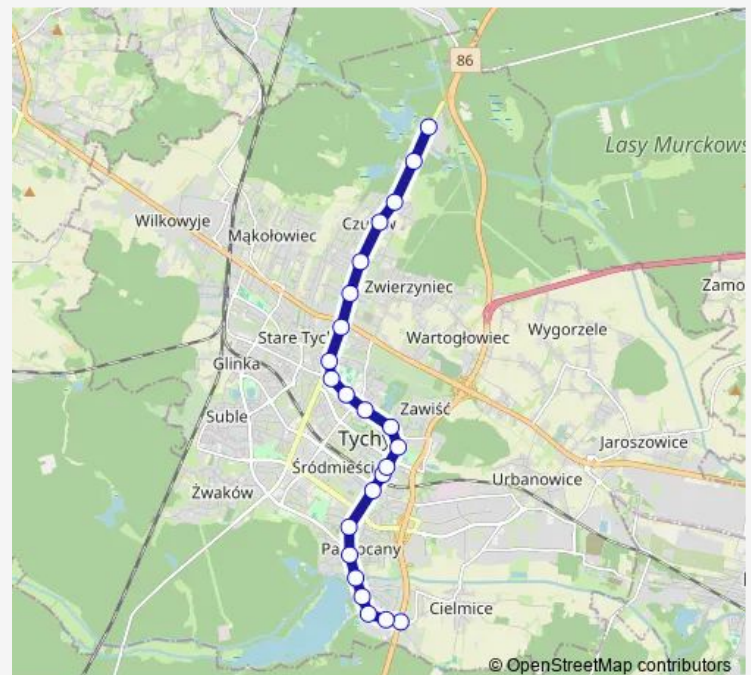 86
Lasy Murckows
Wilkowyje
Mąkołowiec
Zwierzyniec
Zamo
Stare Tyc
Wartogłowiec
Wygorzele
Glinka
Suble
Zawiść
Tychy
Jaroszowice
Śródmieści
Urbanowice
Żwaków
Cielmice
© OpenStreetMap contributors